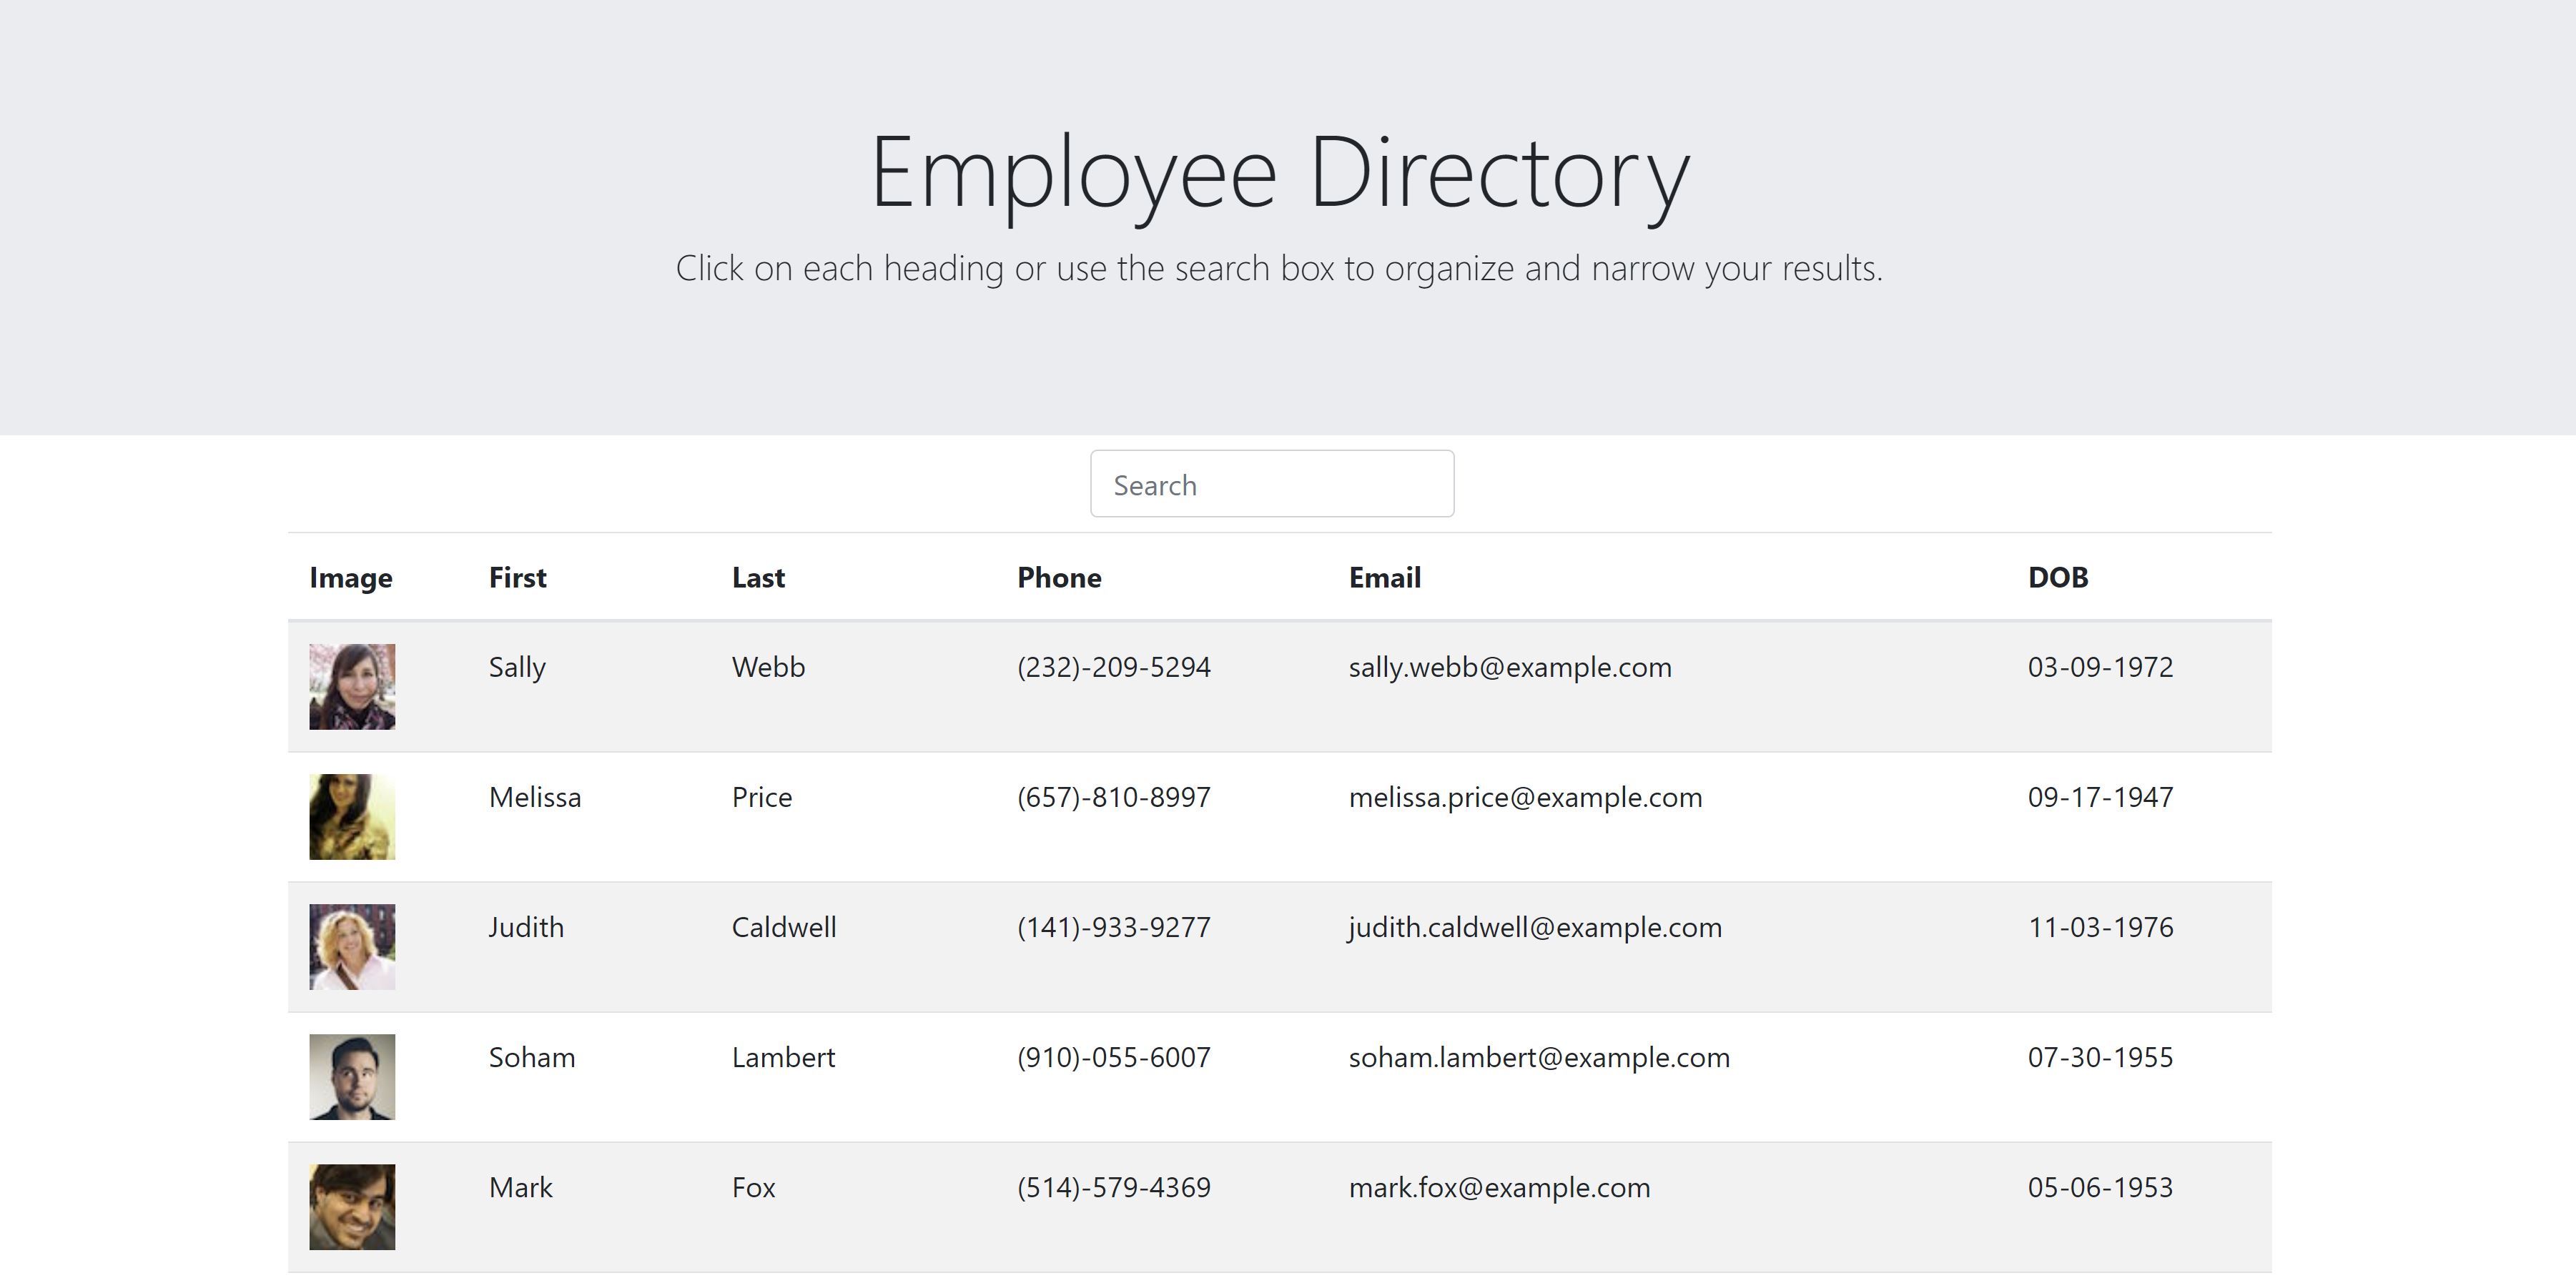 Employee Directory
Click on each heading or use the search box to organize and narrow your results.
Search
Image First Last Phone Email DOB
Sally Webb (232)-209-5294 sally.webb@example.com 03-09-1972
Melissa Price (657)-810-8997 melissa.price@example.com 09-17-1947
Judith Caldwell (141)-933-9277 judith.caldwell@example.com 11-03-1976
Soham Lambert (910)-055-6007 soham.lambert@example.com 07-30-1955
Mark Fox (514)-579-4369 mark.fox@example.com 05-06-1953